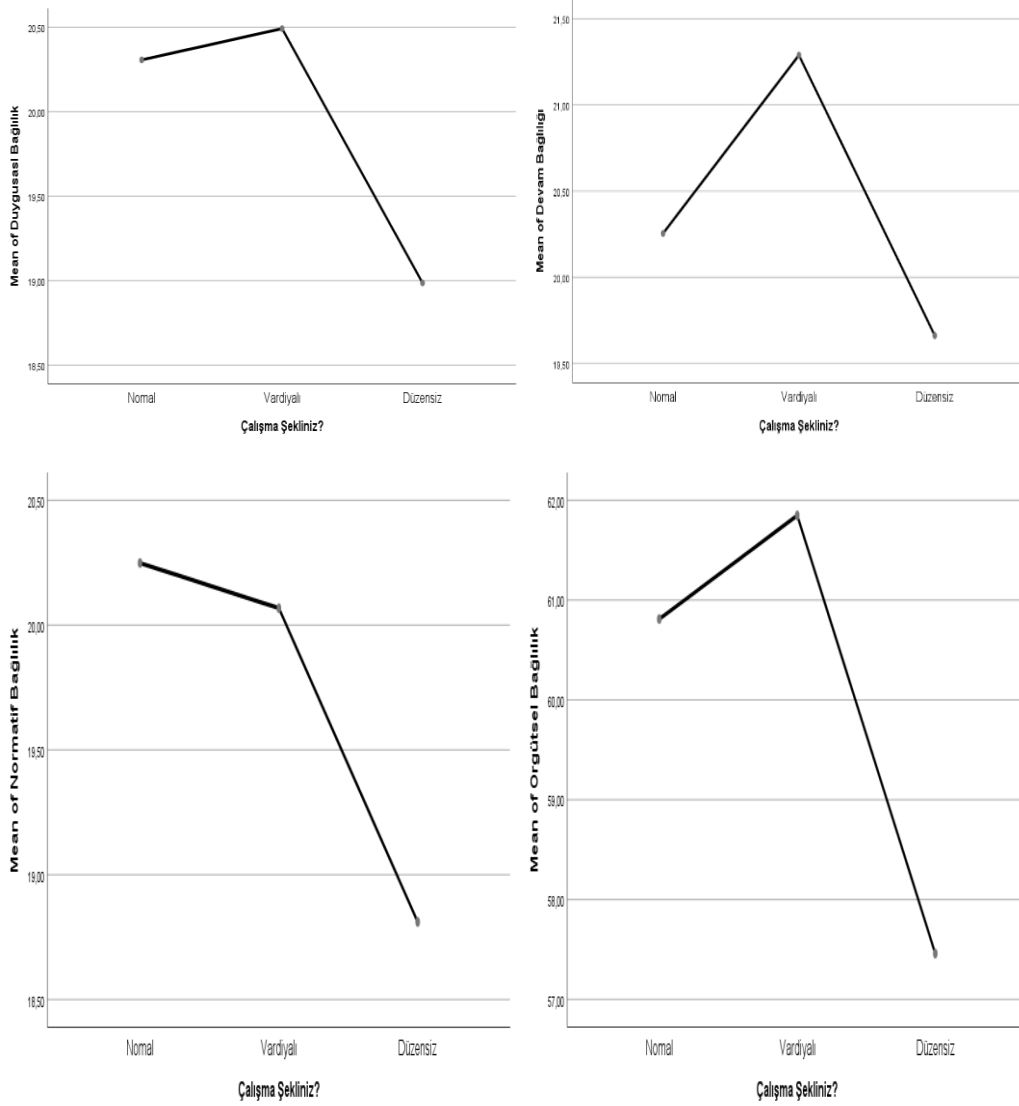 Mean of Duygusasl Bağlılık
20,50
20,00
19,50
19,00
18,50
Nomal Vardiyalı Düzensiz
Çalışma Şekliniz?
Mean of Devam Bağlılığı
21,50
21,00
20,50
20,00
19,50
Nomal Vardiyalı Düzensiz
Çalışma Şekliniz?
Mean of Normatif Bağlılık
20,50
20,00
19,50
19,00
18,50
Nomal Vardiyalı Düzensiz
Çalışma Şekliniz?
Mean of Orgütsel Bağlılık
62,00
61,00
60,00
59,00
58,00
57,00
Nomal Vardiyalı Düzensiz
Çalışma Şekliniz?